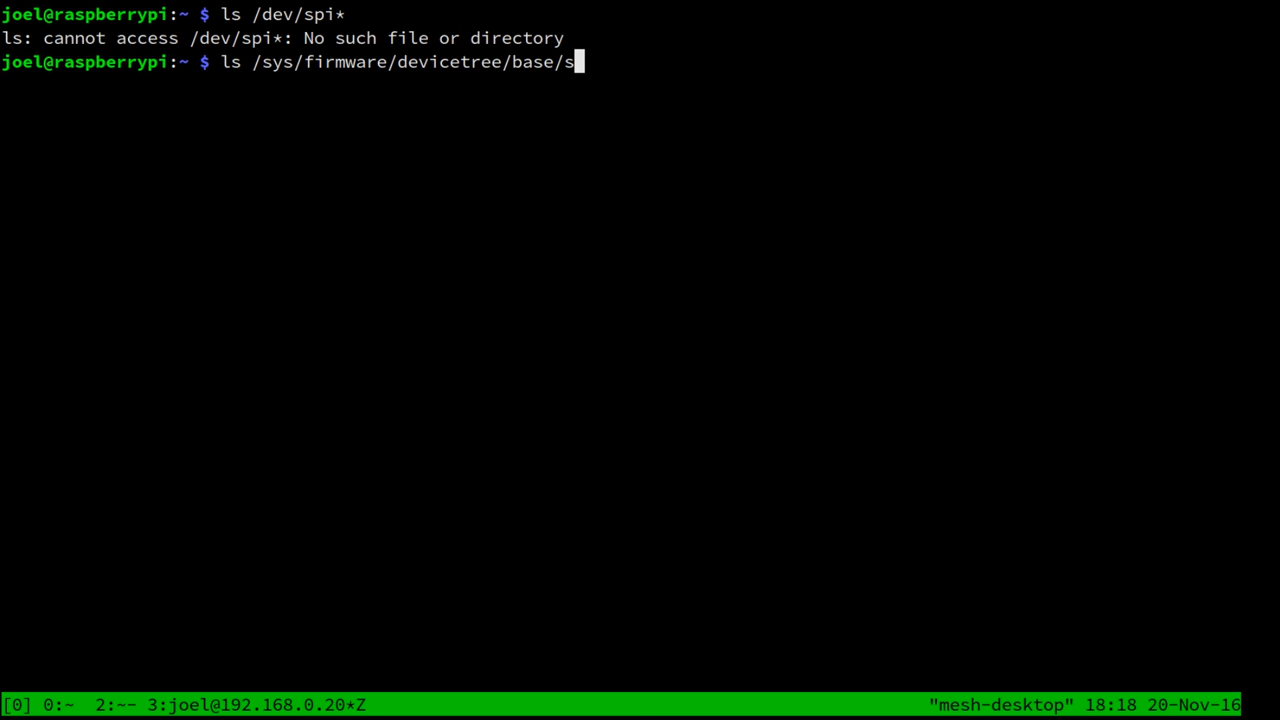 joel@raspberrypi:~ $ ls /dev/spi*
ls: cannot access /dev/spi*: No such file or directory
joel@raspberrypi:~ $ ls /sys/firmware/devicetree/base/s
[0] 0:~  2:~- 3:joel@192.168.0.20*Z "mesh-desktop" 18:18 20-Nov-16